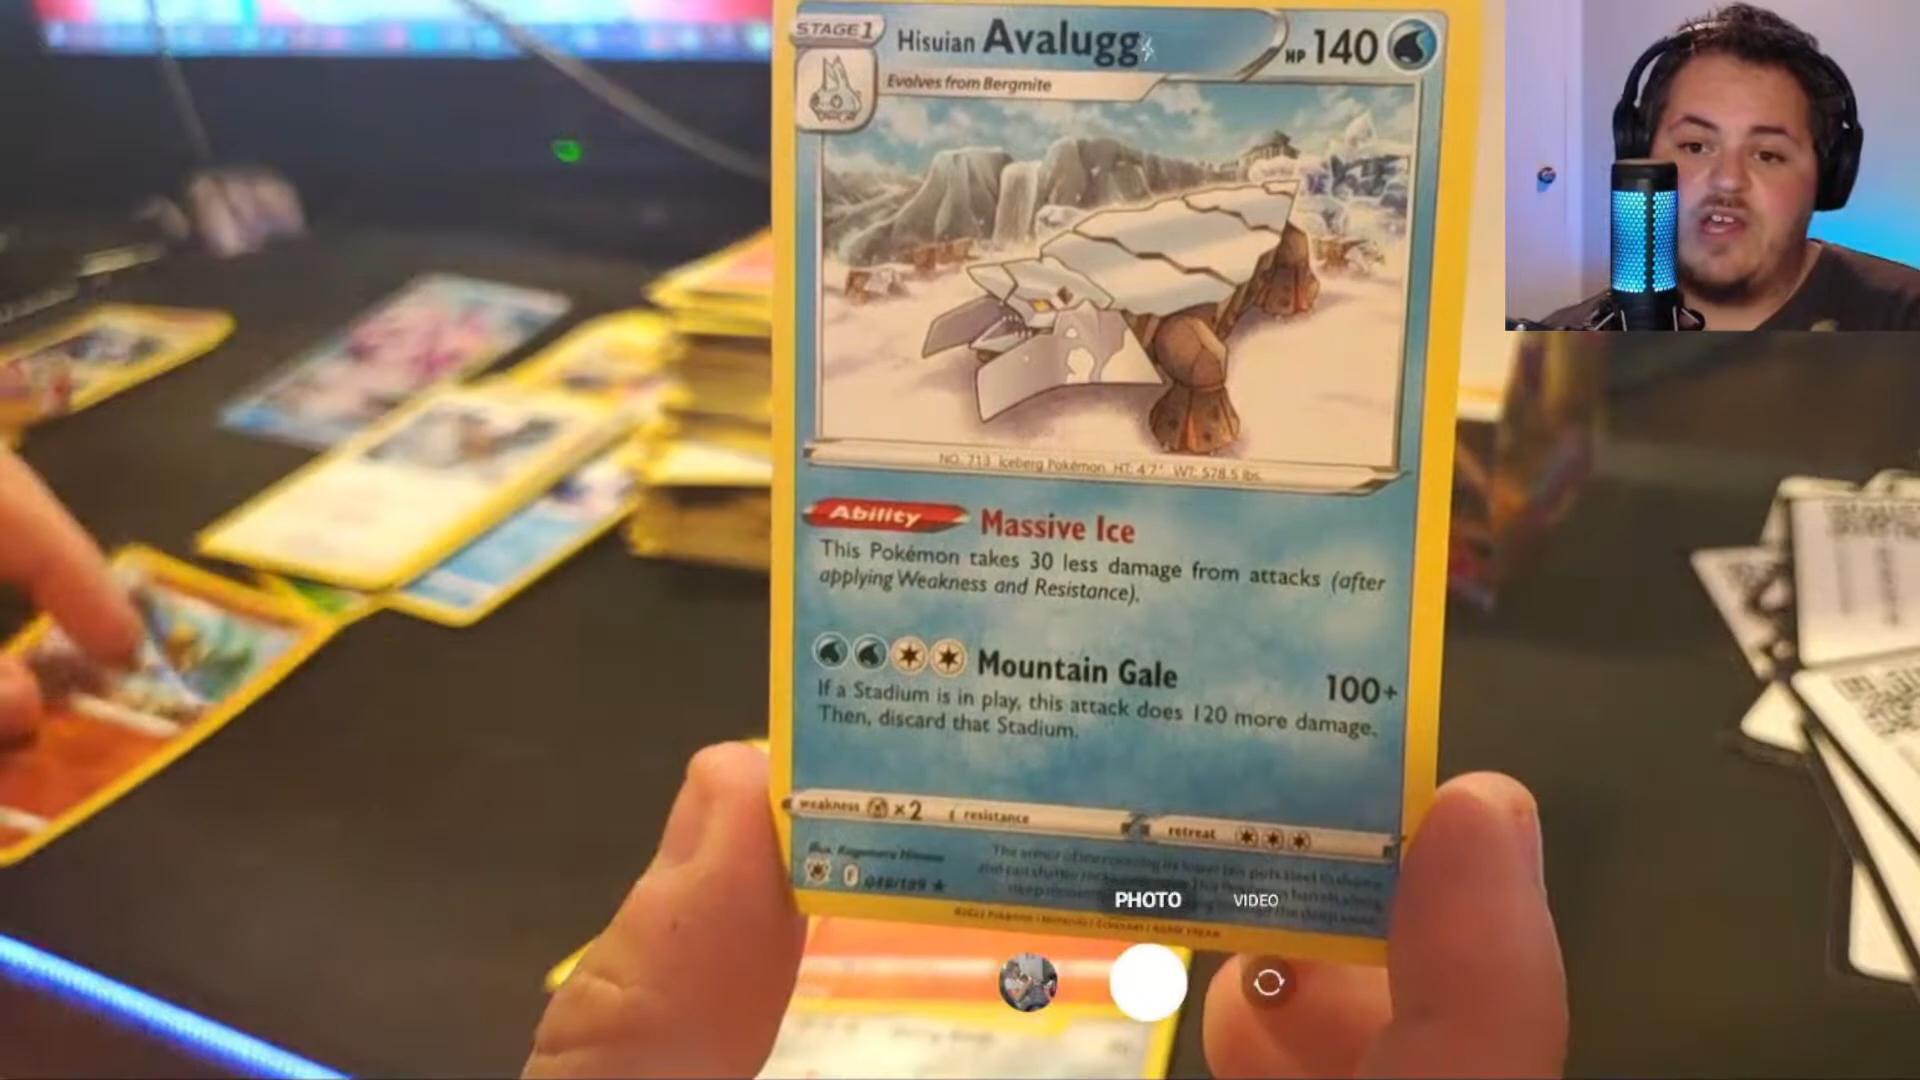 STAGE 1
Hisuian Avalugg
HP 140
Evolves from Bergmite
NO. 713 Iceberg Pokémon HT: 4'7" WT: 578.5 lbs.
Ability Massive Ice
This Pokémon takes 30 less damage from attacks (after
applying Weakness and Resistance).
Mountain Gale 100+
If a Stadium is in play, this attack does 120 more damage.
Then, discard that Stadium.
weakness ×2 resistance retreat
Illus.
F
PHOTO VIDEO